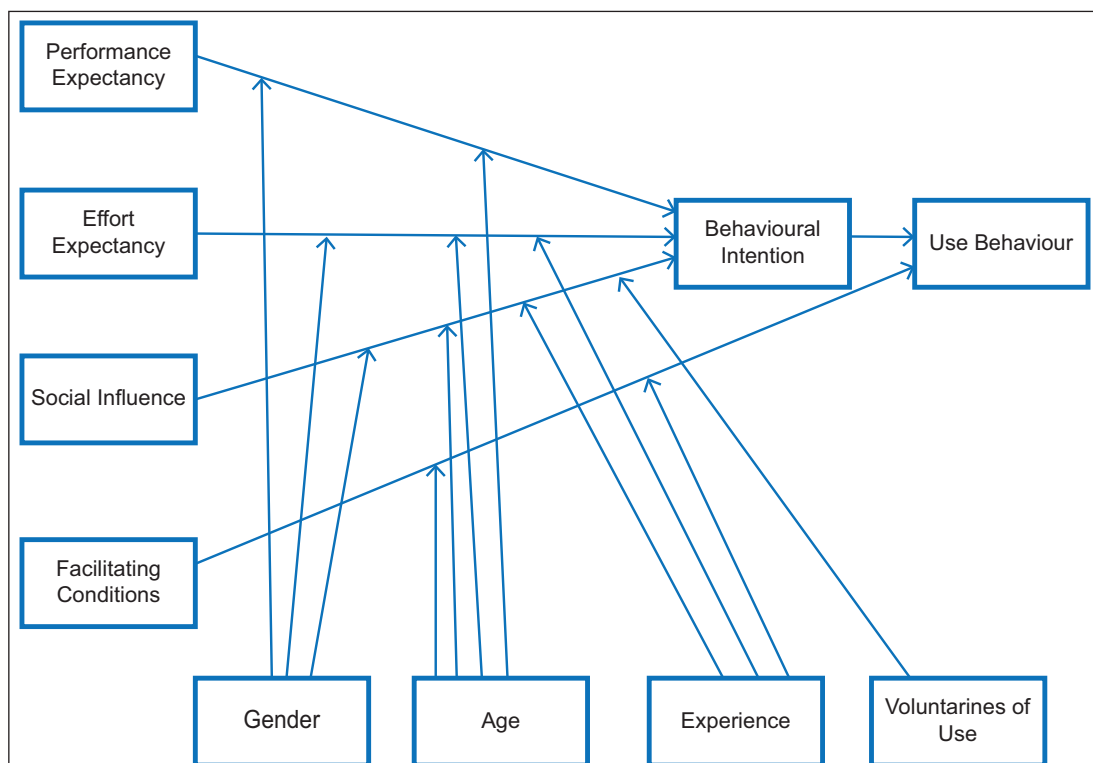 Performance
Expectancy
Effort
Expectancy
Behavioural
Intention
Use Behaviour
Social Influence
Facilitating
Conditions
Gender
Age
Experience
Voluntarines of
Use